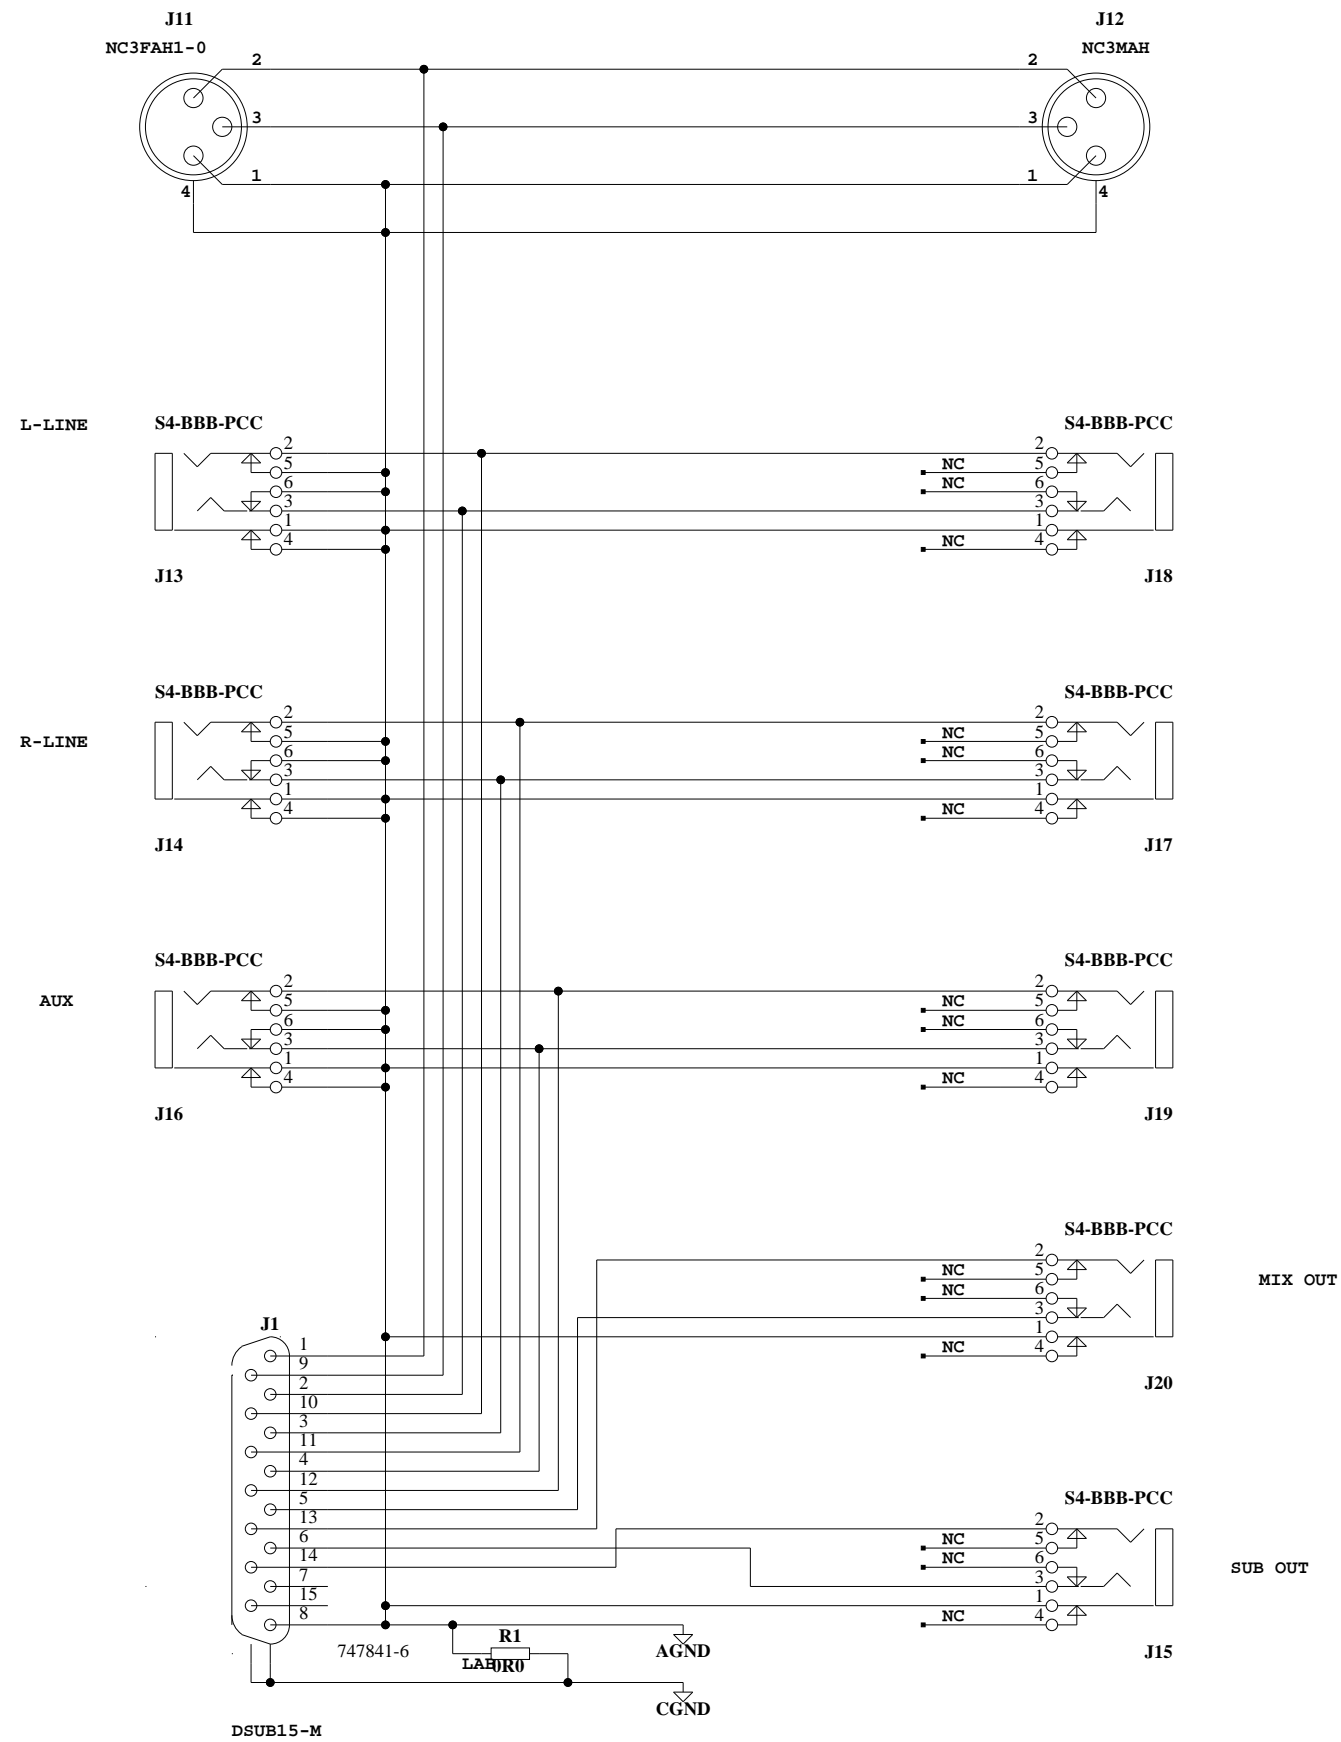 J11 J12
NC3FAH1-0 NC3MAH
2 2
3 3
1 1
4 4
L-LINE S4-BBB-PCC S4-BBB-PCC
2 2
5 NC 5
6 NC 6
3 3
1 1
4 NC 4
J13 J18
S4-BBB-PCC S4-BBB-PCC
2 2
R-LINE 5 NC 5
6 NC 6
3 3
1 1
4 NC 4
J14 J17
S4-BBB-PCC S4-BBB-PCC
2 2
AUX 5 NC 5
6 NC 6
3 3
1 1
4 NC 4
J16 J19
S4-BBB-PCC
2
NC 5 MIX OUT
NC 6
3
J1 1
1 NC 4
9
2 J20
10
3
11
4
12 S4-BBB-PCC
5 2
13 NC 5
6 NC 6 SUB OUT
14 3
7 1
15 NC 4
8
747841-6 R1 AGND J15
LAB 0R0
CGND
DSUB15-M